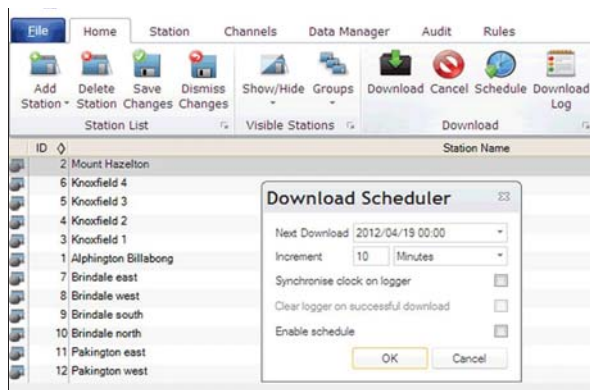 File Home Station Channels Data Manager Audit Rules
Add Station Delete Station Save Changes Dismiss Changes Show/Hide Groups Download Cancel Schedule Download Log
Station List Visible Stations Download
ID Station Name
2 Mount Hazelton
6 Knoxfield 4
5 Knoxfield 3
4 Knoxfield 2
3 Knoxfield 1
1 Alphington Billabong
7 Brindale east
8 Brindale west
9 Brindale south
10 Brindale north
11 Pakington east
12 Pakington west
Download Scheduler
Next Download 2012/04/19 00:00
Increment 10 Minutes
Synchronise clock on logger
Clear logger on successful download
Enable schedule
OK Cancel